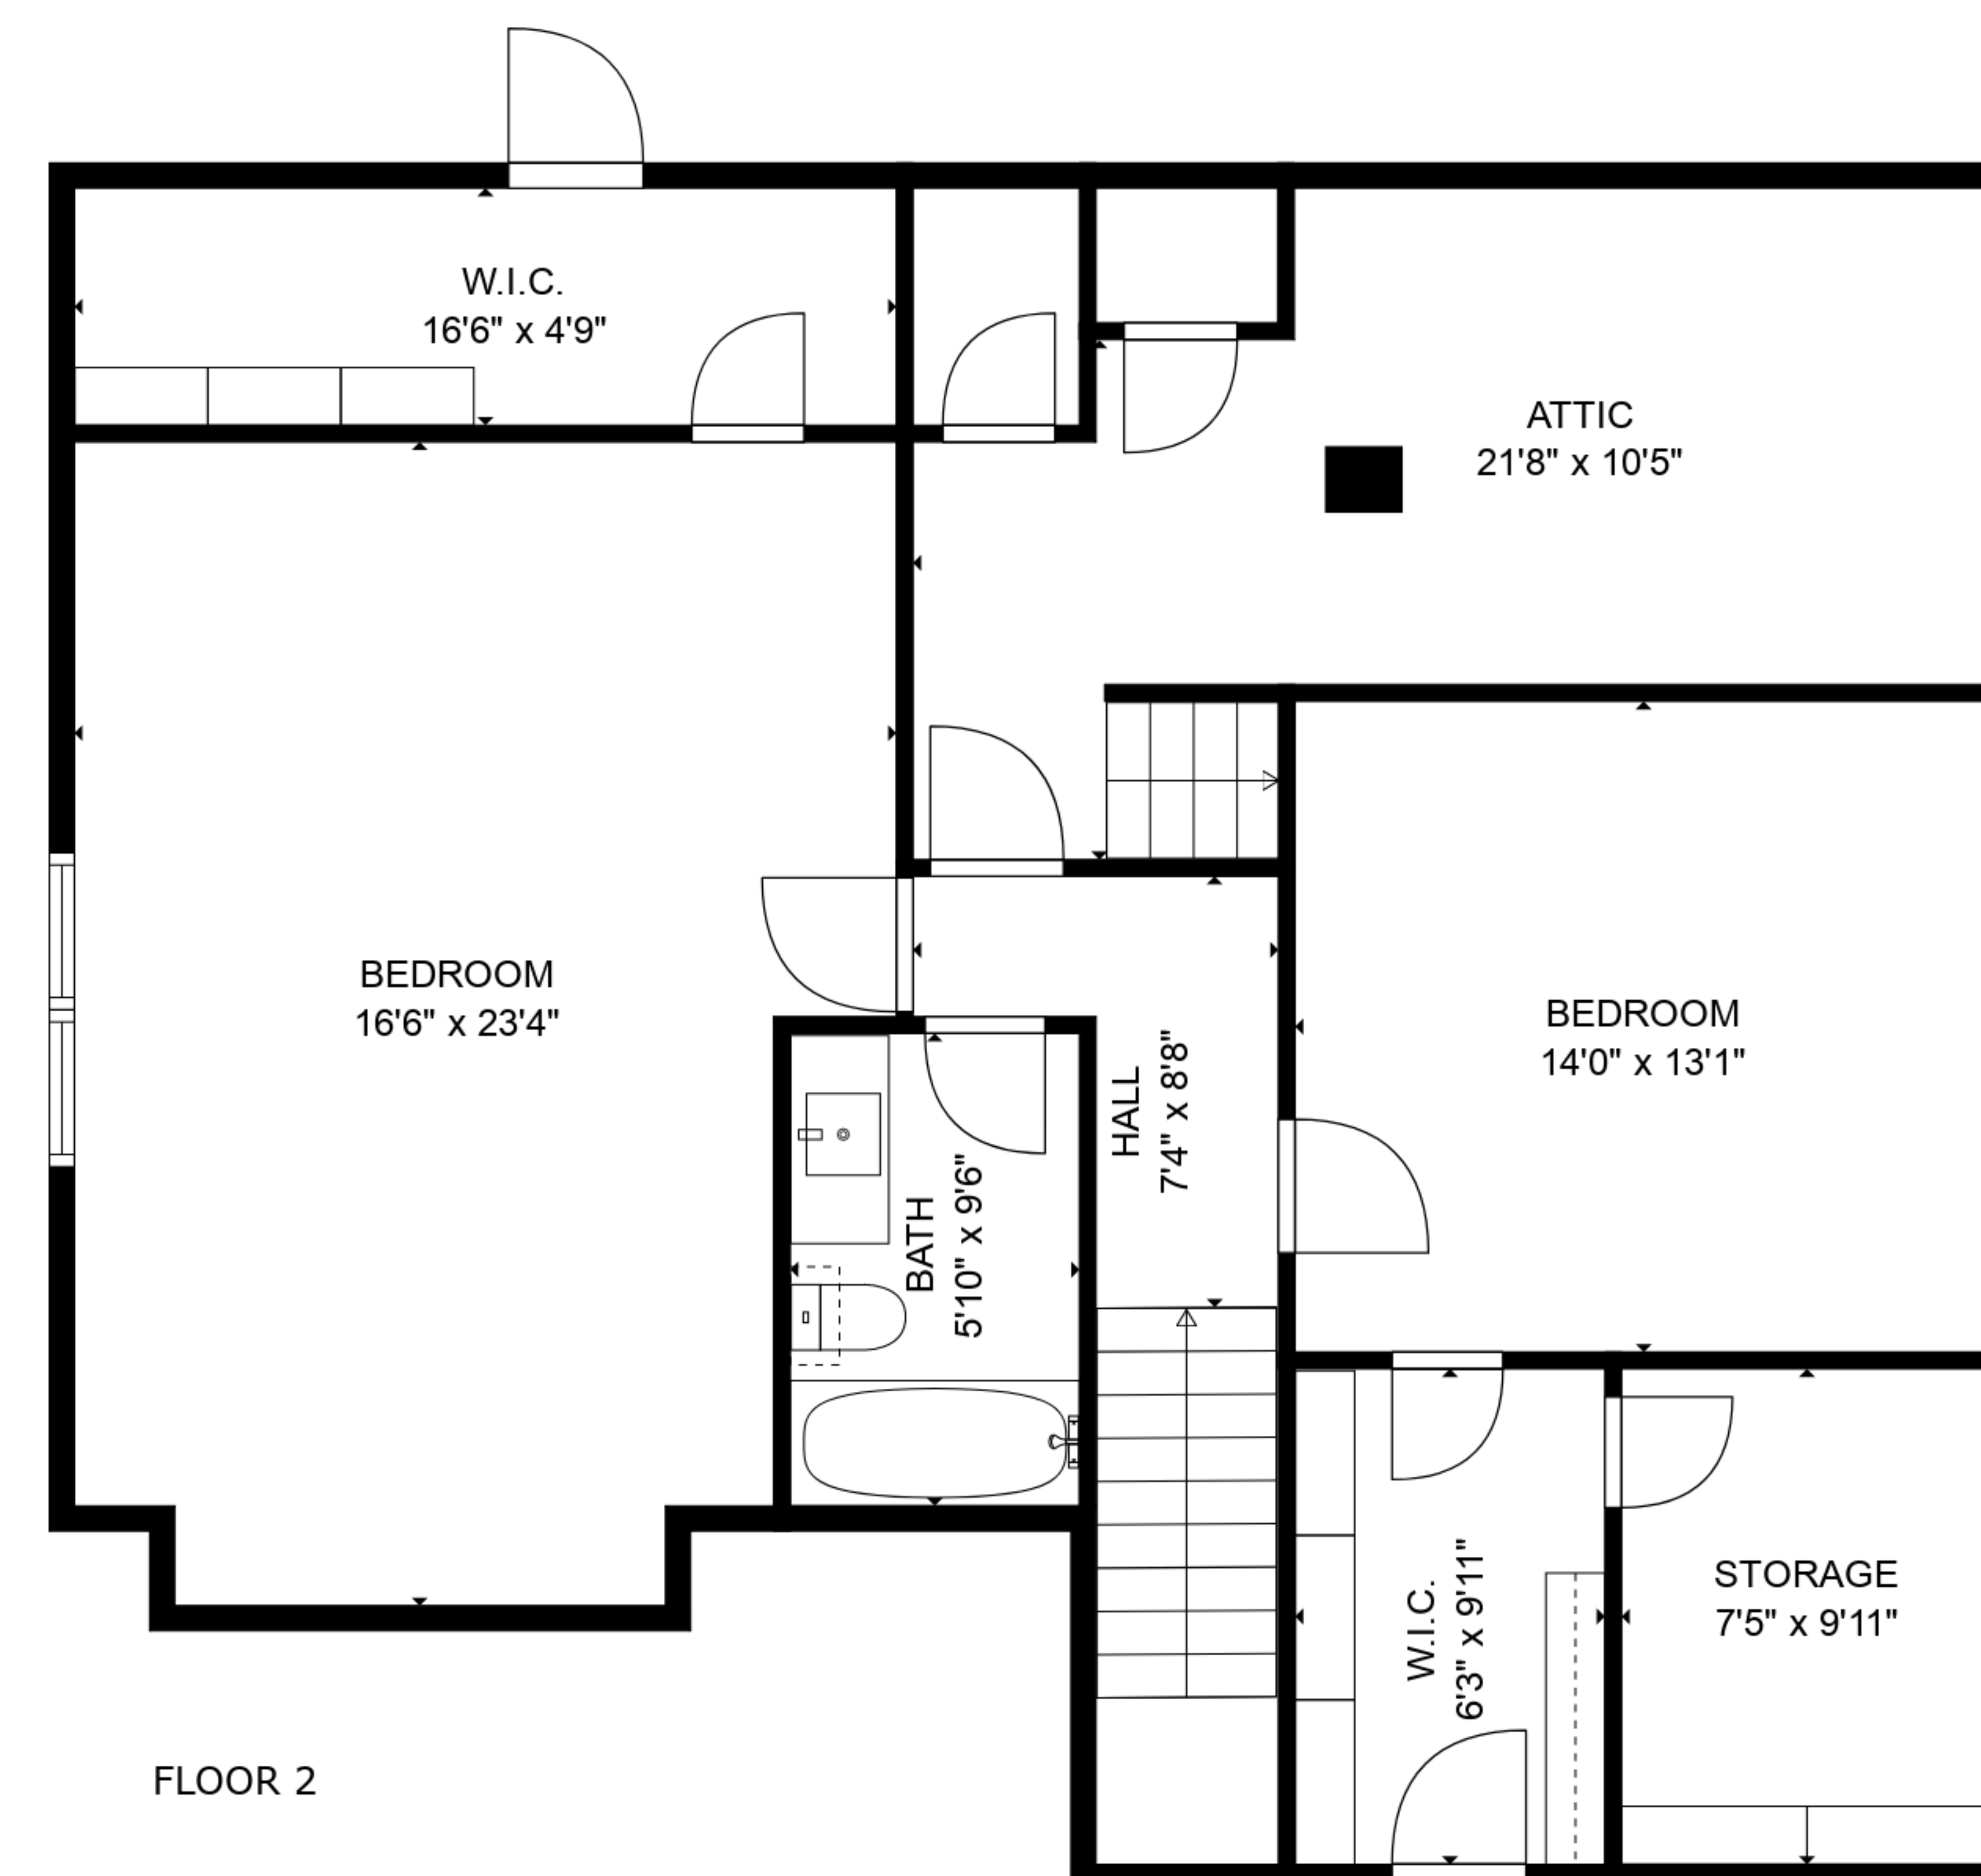 W.I.C.
16'6" x 4'9"
ATTIC
21'8" x 10'5"
BEDROOM
16'6" x 23'4"
BEDROOM
14'0" x 13'1"
HALL
7'4" x 8'8"
BATH
5'10" x 9'6"
W.I.C.
6'3" x 9'11"
STORAGE
7'5" x 9'11"
FLOOR 2